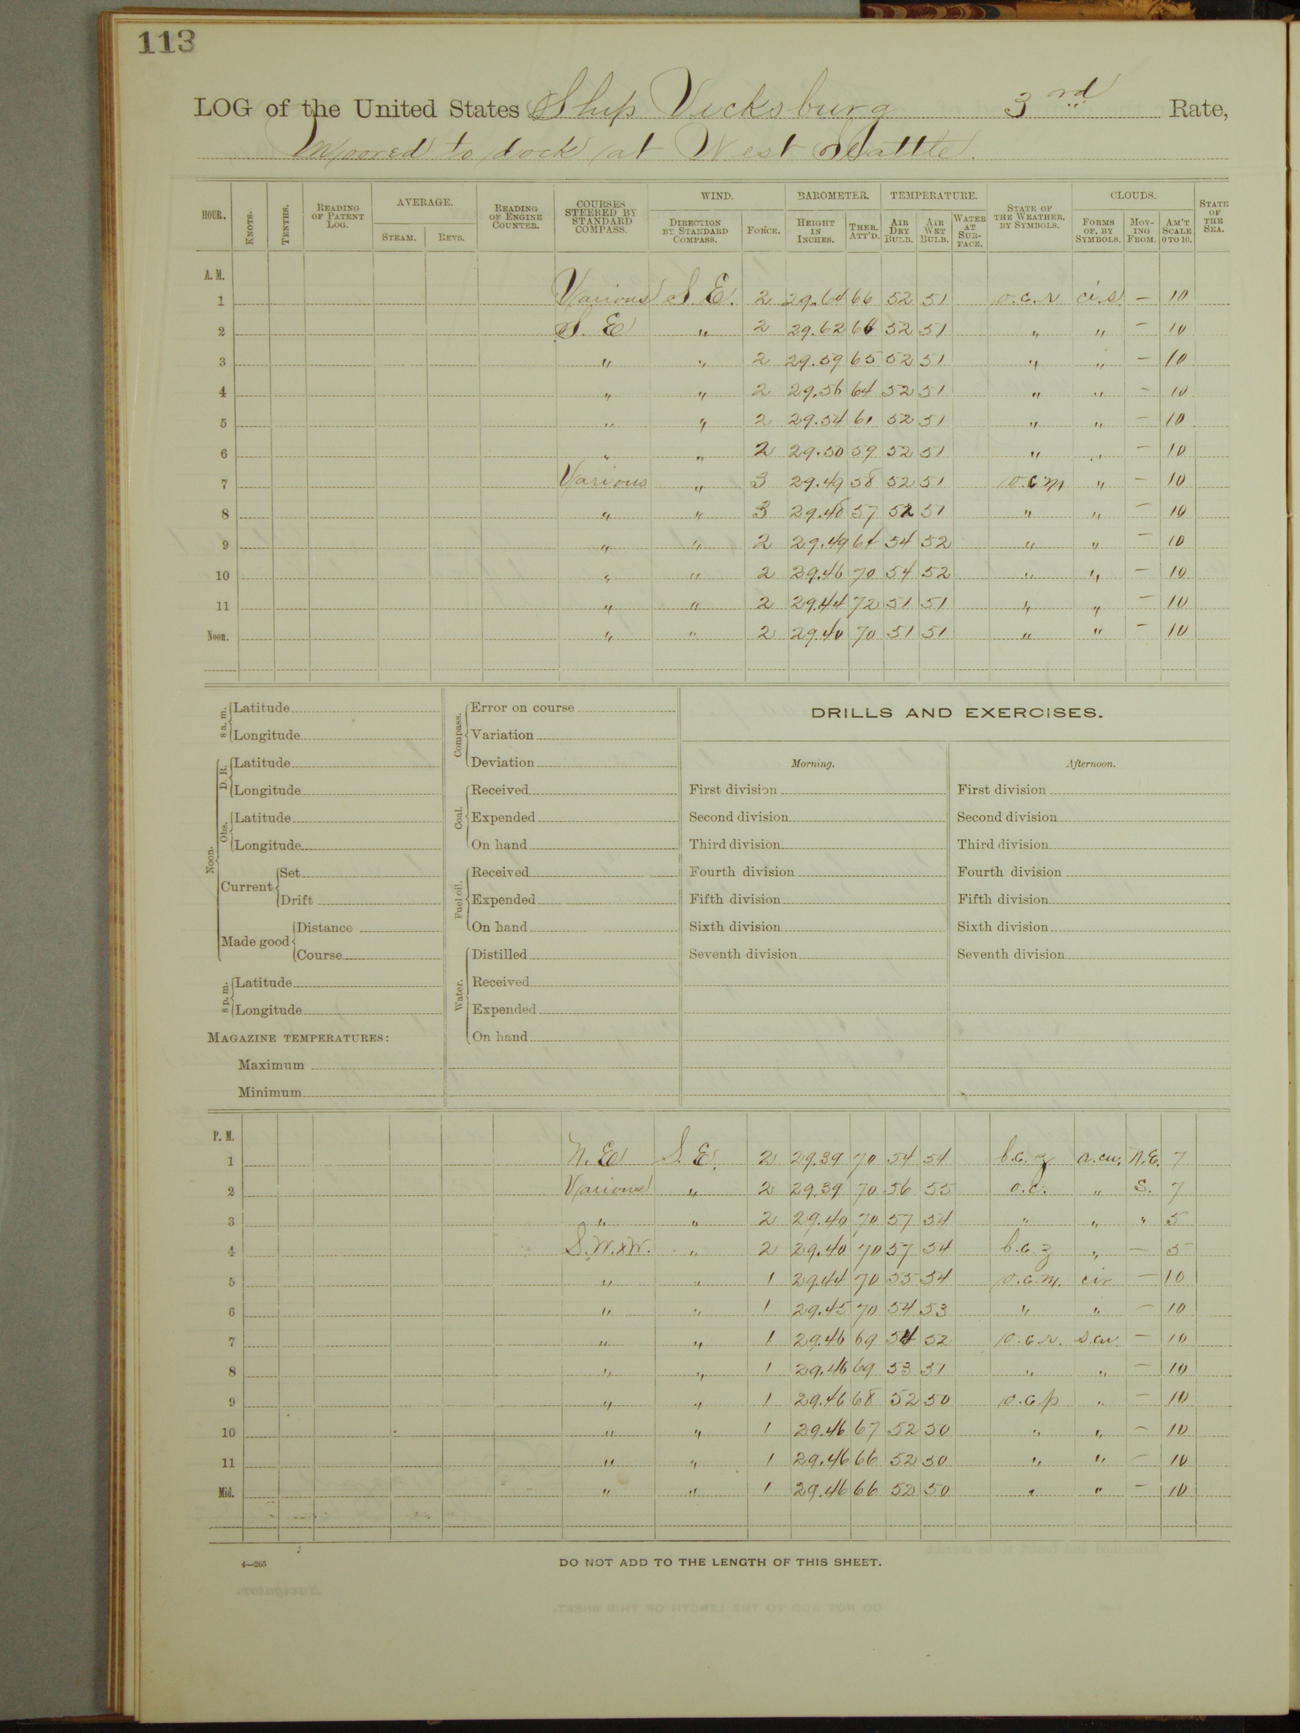 113
LOG of the United States Ship Vicksburg 3rd Rate,
Moored to dock at West Seattle.
HOUR. KNOTS. TENTHS. READING OF PATENT LOG. AVERAGE. STEAM. REVS. READING OF ENGINE COUNTER. COURSES STEERED BY STANDARD COMPASS. WIND. DIRECTION BY STANDARD COMPASS. FORCE. BAROMETER. HEIGHT IN INCHES. THER. ATT'D. TEMPERATURE. AIR DRY BULB. AIR WET BULB. WATER AT SURFACE. STATE OF THE WEATHER, BY SYMBOLS. CLOUDS. FORMS OF, BY SYMBOLS. MOVING FROM. AM'T SCALE 0 TO 10. STATE OF THE SEA.
A. M.
1 Various S. E. 2 29.64 66 52 51 o.c.r ci.s. — 10
2 S. E " 2 29.62 66 52 51 " " — 10
3 " " 2 29.59 65 52 51 " " — 10
4 " " 2 29.56 64 52 51 " " — 10
5 " " 2 29.54 61 52 51 " " — 10
6 " " 2 29.50 59 52 51 " " — 10
7 Various " 3 29.49 58 52 51 o.c.m " — 10
8 " " 3 29.48 57 52 51 " " — 10
9 " " 2 29.49 64 54 52 " " — 10
10 " " 2 29.46 70 54 52 " " — 10
11 " " 2 29.44 72 51 51 " " — 10
Noon. " " 2 29.40 70 51 51 " " — 10
8 a. m. Latitude
Longitude
Noon. D. R. Latitude
Longitude
Obs. Latitude
Longitude
Current Set
Drift
Made good Distance
Course
8 p. m. Latitude
Longitude
MAGAZINE TEMPERATURES:
Maximum
Minimum
Compass. Error on course
Variation
Deviation
Coal. Received
Expended
On hand
Fuel oil. Received
Expended
On hand
Water. Distilled
Received
Expended
On hand
DRILLS AND EXERCISES.
Morning. Afternoon.
First division First division
Second division Second division
Third division Third division
Fourth division Fourth division
Fifth division Fifth division
Sixth division Sixth division
Seventh division Seventh division
P. M.
1 N. E S. E. 2 29.39 70 54 54 b.c.z a.cu. N.E. 7
2 Various " 2 29.39 70 56 55 o.c. " S. 7
3 " " 2 29.40 70 57 54 " " " 5
4 S.W.xW. " 2 29.40 70 57 54 b.c.z " — 5
5 " " 1 29.44 70 55 54 o.c.m. cir — 10
6 " " 1 29.45 70 54 53 " " — 10
7 " " 1 29.46 69 54 52 o.c.r. s.cu. — 10
8 " " 1 29.46 69 53 51 " " — 10
9 " " 1 29.46 68 52 50 o.c.p " — 10
10 " " 1 29.46 67 52 50 " " — 10
11 " " 1 29.46 66 52 50 " " — 10
Mid. " " 1 29.46 66 52 50 " " — 10
4—265 DO NOT ADD TO THE LENGTH OF THIS SHEET.